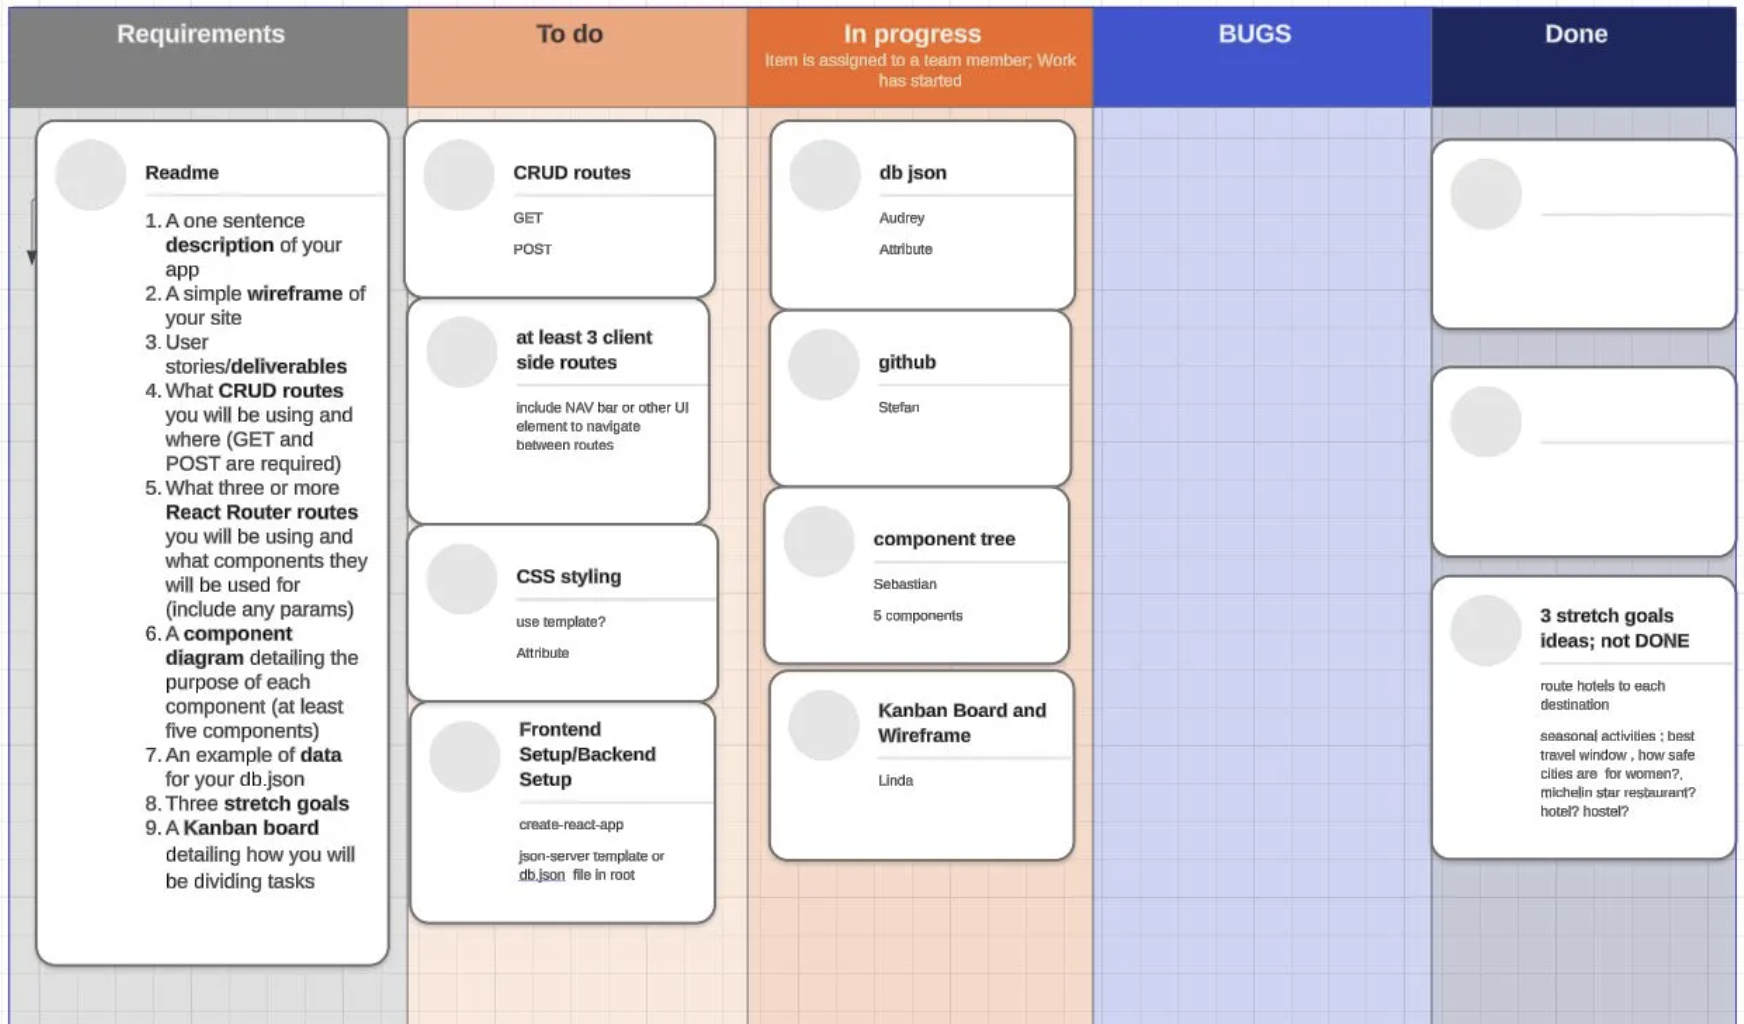 Requirements
Readme
1. A one sentence
description of your
app
2. A simple wireframe of
your site
3. User
stories/deliverables
4. What CRUD routes
you will be using and
where (GET and
POST are required)
5. What three or more
React Router routes
you will be using and
what components they
will be used for
(include any params)
6. A component
diagram detailing the
purpose of each
component (at least
five components)
7. An example of data
for your db.json
8. Three stretch goals
9. A Kanban board
detailing how you will
be dividing tasks
To do
CRUD routes
GET
POST
at least 3 client
side routes
include NAV bar or other UI
element to navigate
between routes
CSS styling
use template?
Attribute
Frontend
Setup/Backend
Setup
create-react-app
json-server template or
db.json file in root
In progress
Item is assigned to a team member; Work
has started
db json
Audrey
Attribute
github
Stefan
component tree
Sebastian
5 components
Kanban Board and
Wireframe
Linda
BUGS
Done
3 stretch goals
ideas; not DONE
route hotels to each
destination
seasonal activities ; best
travel window , how safe
cities are for women?,
michelin star restaurant?
hotel? hostel?